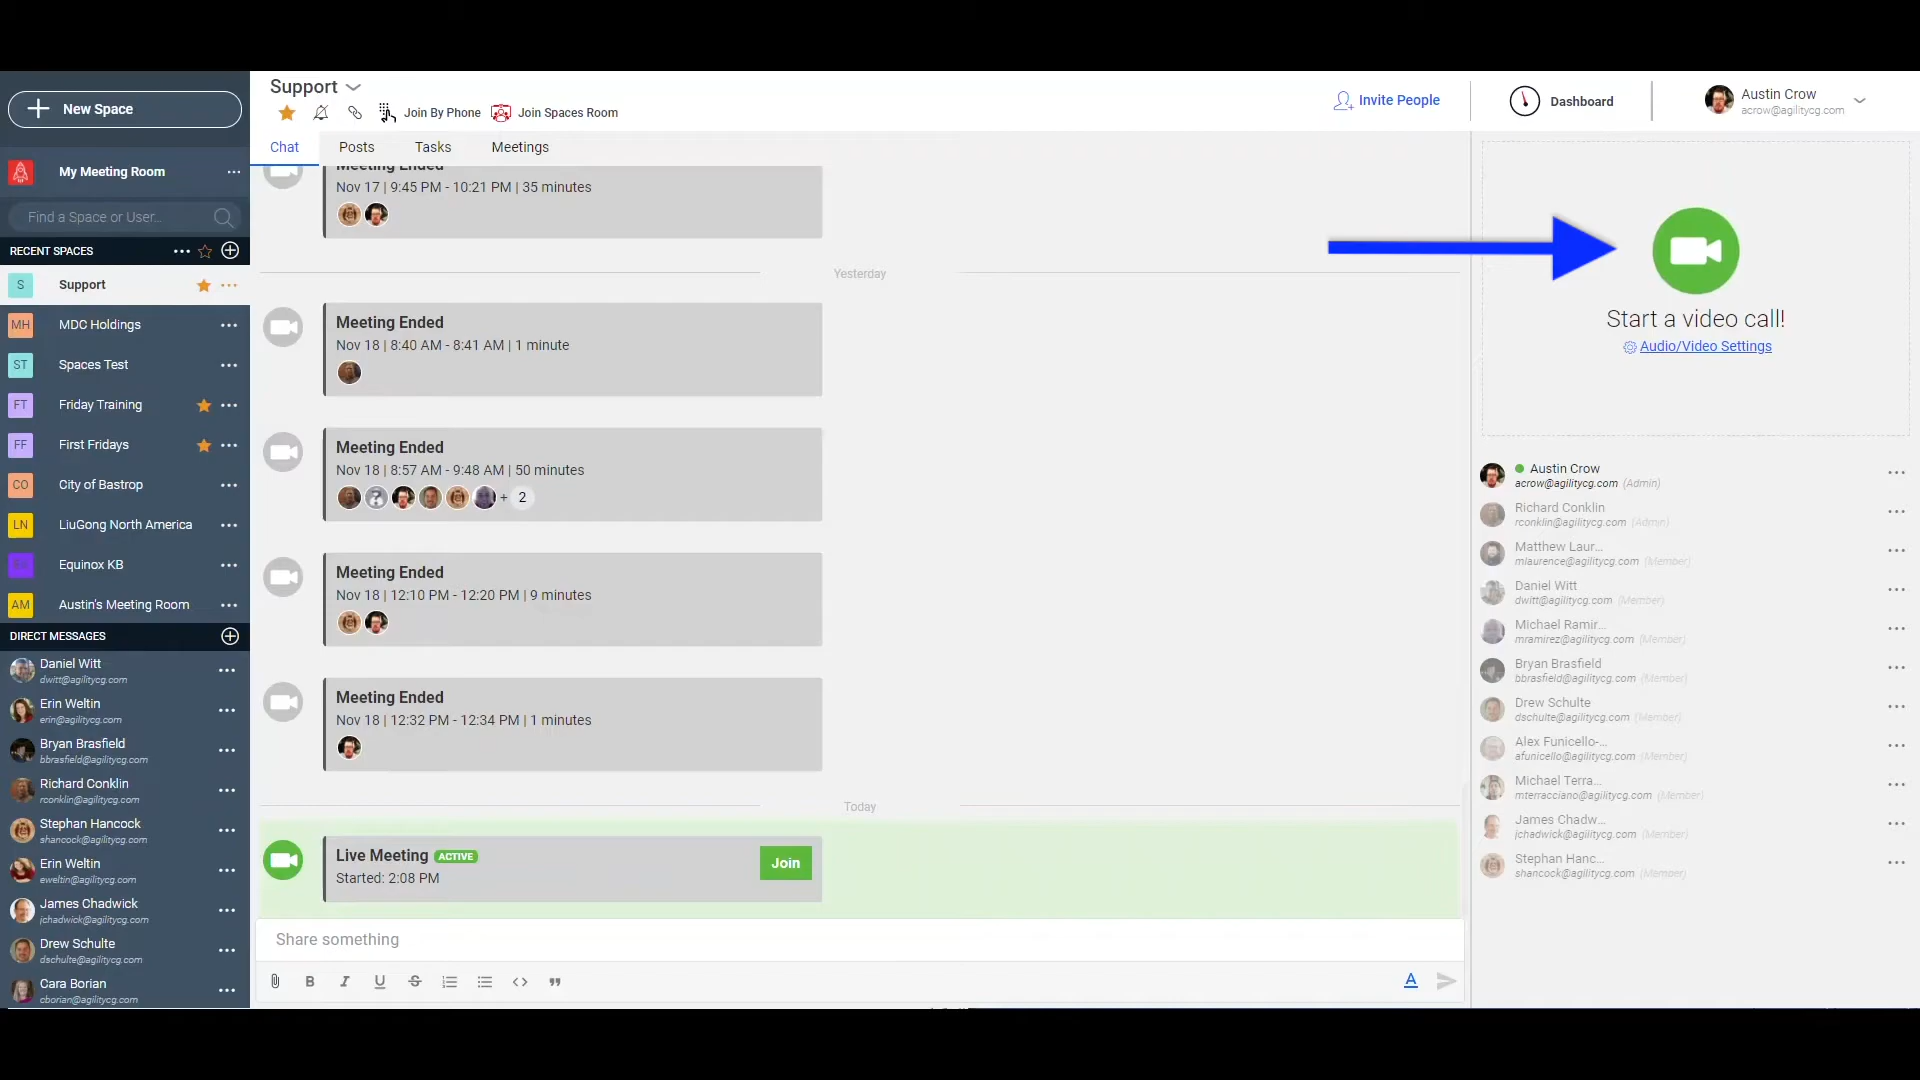 New Space
My Meeting Room
Find a Space or User...
RECENT SPACES
S Support
MH MDC Holdings
ST Spaces Test
FT Friday Training
FF First Fridays
CO City of Bastrop
LN LiuGong North America
Equinox KB
AM Austin's Meeting Room
DIRECT MESSAGES
Daniel Witt
dwitt@agilitycg.com
Erin Weltin
erin@agilitycg.com
Bryan Brasfield
bbrasfield@agilitycg.com
Richard Conklin
rconklin@agilitycg.com
Stephan Hancock
shancock@agilitycg.com
Erin Weltin
eweltin@agilitycg.com
James Chadwick
jchadwick@agilitycg.com
Drew Schulte
dschulte@agilitycg.com
Cara Borian
cborian@agilitycg.com
Support
Join By Phone Join Spaces Room
Invite People
Dashboard
Austin Crow
acrow@agilitycg.com
Chat Posts Tasks Meetings
Meeting Ended
Nov 17 | 9:45 PM - 10:21 PM | 35 minutes
Yesterday
Meeting Ended
Nov 18 | 8:40 AM - 8:41 AM | 1 minute
Meeting Ended
Nov 18 | 8:57 AM - 9:48 AM | 50 minutes
+ 2
Meeting Ended
Nov 18 | 12:10 PM - 12:20 PM | 9 minutes
Meeting Ended
Nov 18 | 12:32 PM - 12:34 PM | 1 minutes
Today
Live Meeting ACTIVE
Started: 2:08 PM
Join
Share something
Start a video call!
Audio/Video Settings
Austin Crow
acrow@agilitycg.com (Admin)
Richard Conklin
rconklin@agilitycg.com (Admin)
Matthew Laur...
mlaurence@agilitycg.com (Member)
Daniel Witt
dwitt@agilitycg.com (Member)
Michael Ramir...
mramirez@agilitycg.com (Member)
Bryan Brasfield
bbrasfield@agilitycg.com (Member)
Drew Schulte
dschulte@agilitycg.com (Member)
Alex Funicello-...
afunicello@agilitycg.com (Member)
Michael Terra...
mterracciano@agilitycg.com (Member)
James Chadw...
jchadwick@agilitycg.com (Member)
Stephan Hanc...
shancock@agilitycg.com (Member)